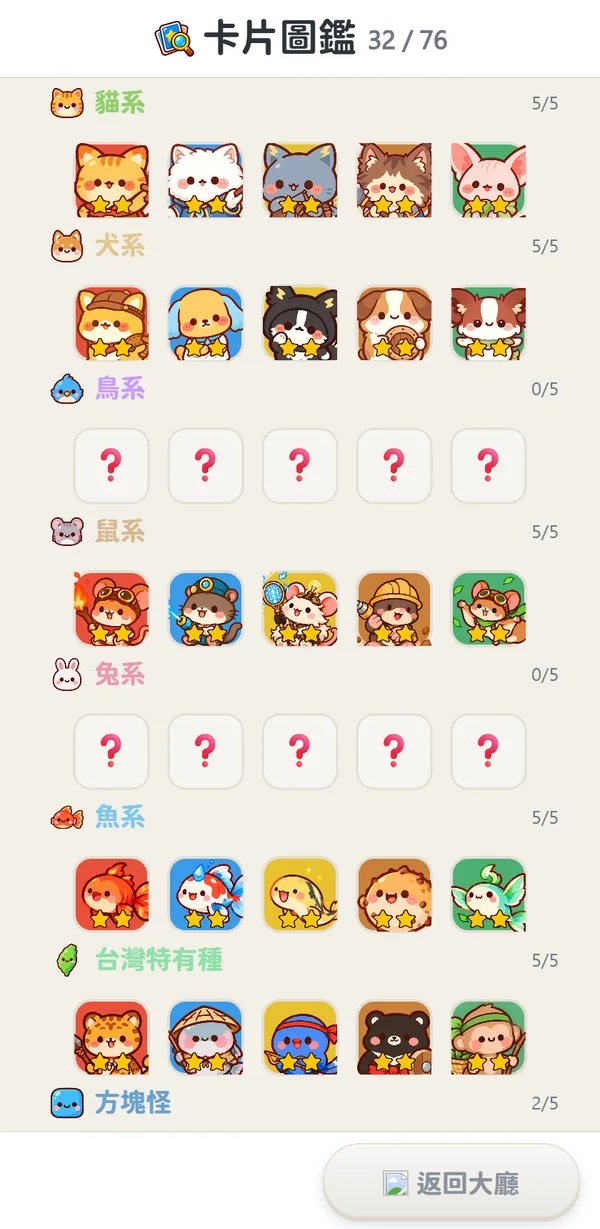 卡片圖鑑 32 / 76
貓系 5/5
犬系 5/5
鳥系 0/5
? ? ? ? ?
鼠系 5/5
兔系 0/5
? ? ? ? ?
魚系 5/5
台灣特有種 5/5
方塊怪 2/5
返回大廳